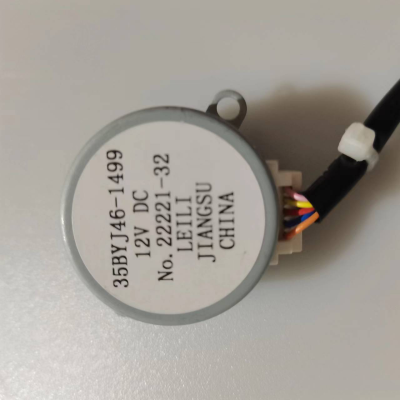 35BYJ46-1499
12V DC
No.22221-32
LEILI
JIANGSU
CHINA